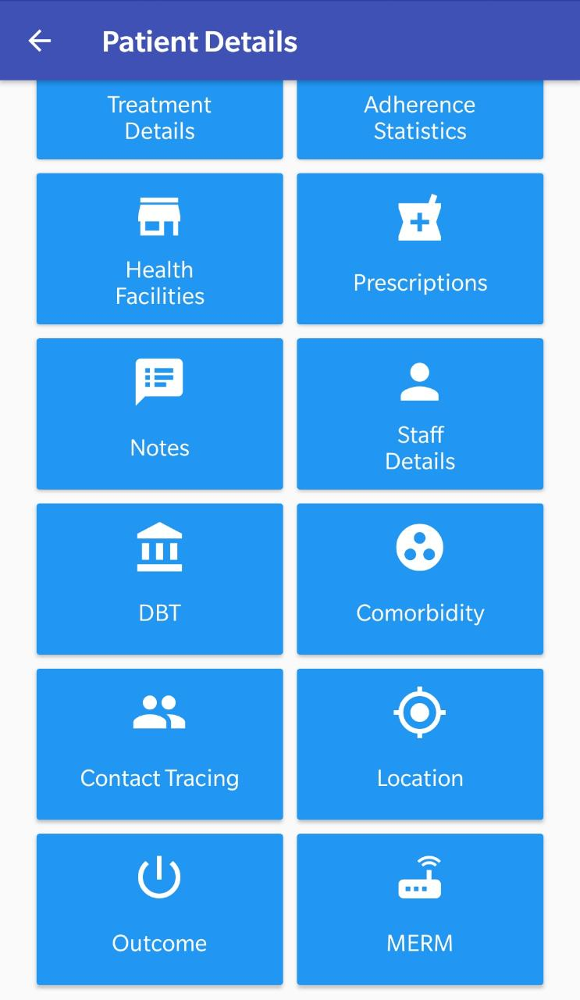 Patient Details
Treatment
Details
Adherence
Statistics
Health
Facilities
Prescriptions
Notes
Staff
Details
DBT
Comorbidity
Contact Tracing
Location
Outcome
MERM